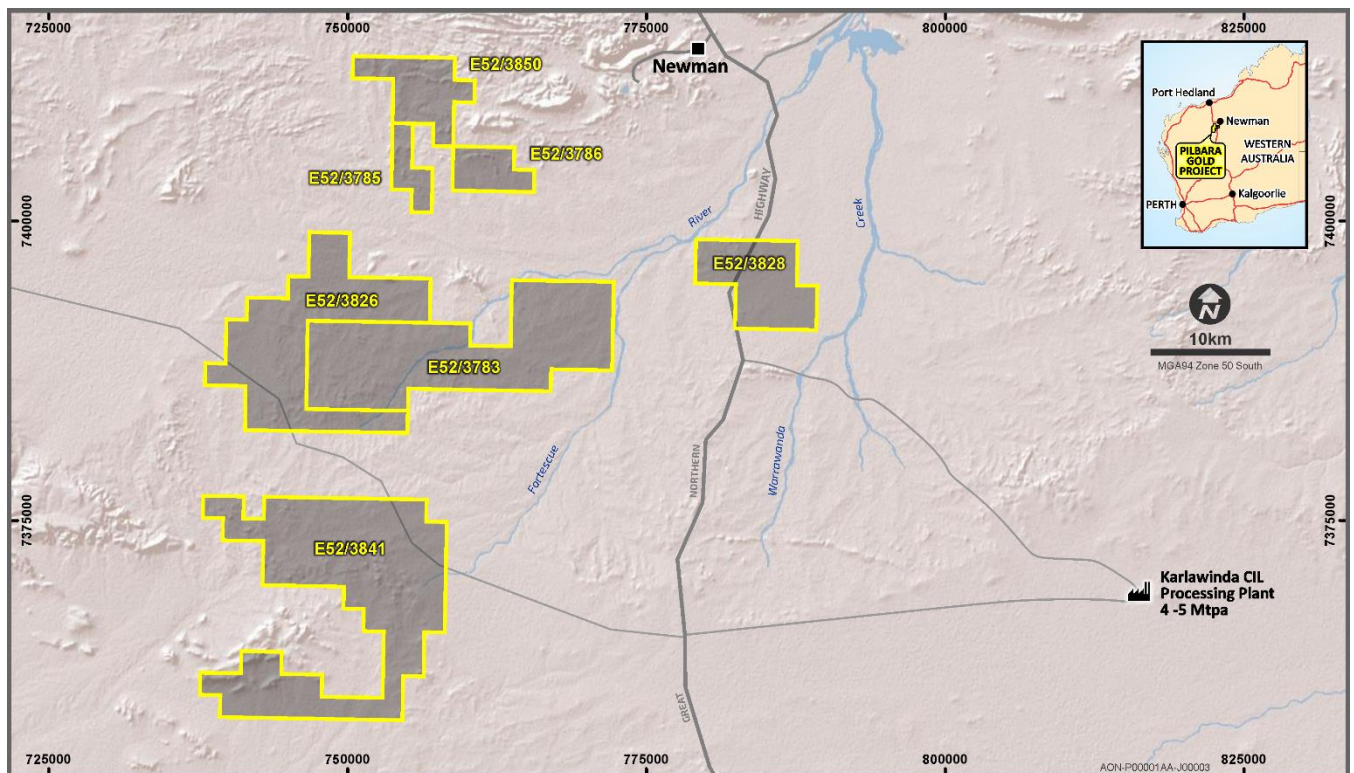 725000
750000
775000
800000
825000
E52/3850
Newman
E52/3786
E52/3785
Port Hedland
Newman
WESTERN
AUSTRALIA
PILBARA
GOLD
PROJECT
Kalgoorlie
PERTH
7400000
7400000
River
HIGHWAY
Creek
E52/3828
E52/3826
N
10km
MGA94 Zone 50 South
E52/3783
Fortescue
NORTHERN
Warrawanda
7375000
7375000
E52/3841
Karlawinda CIL
Processing Plant
4 -5 Mtpa
GREAT
725000
750000
775000
800000
825000
AON-P00001AA-J00003